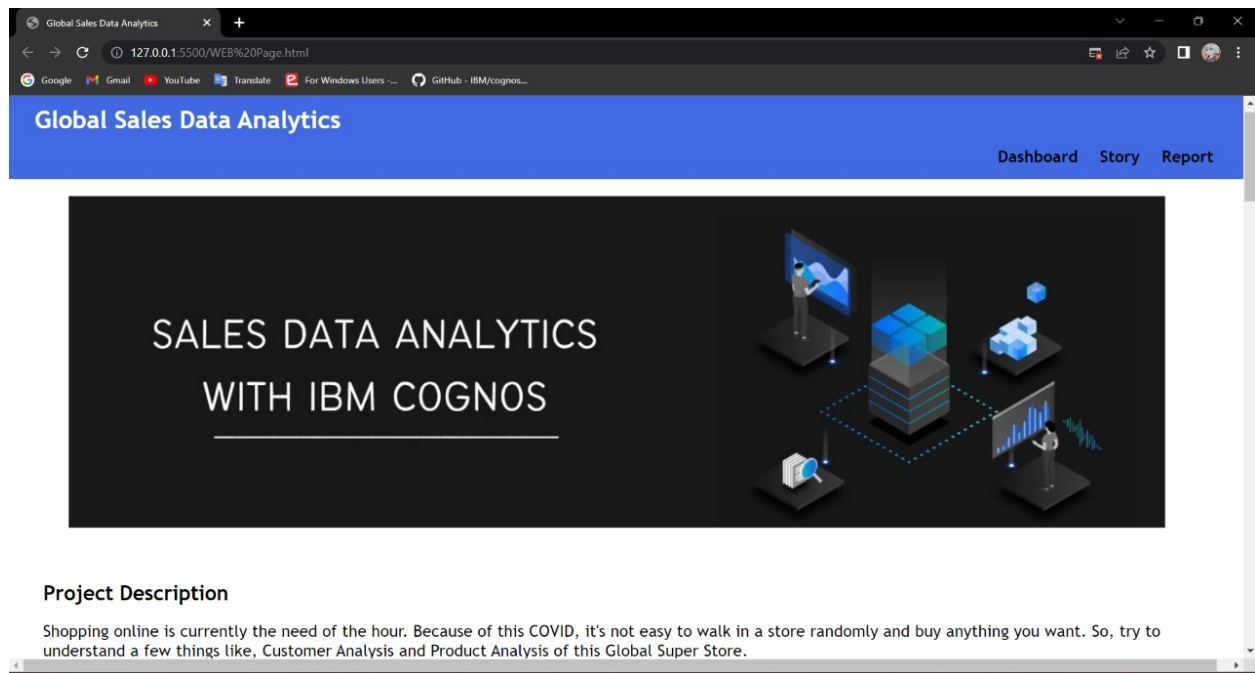 Global Sales Data Analytics
127.0.0.1:5500/WEB%20Page.html
Google Gmail YouTube Translate For Windows Users -... GitHub - IBM/cognos...
Global Sales Data Analytics
Dashboard Story Report
SALES DATA ANALYTICS
WITH IBM COGNOS
Project Description
Shopping online is currently the need of the hour. Because of this COVID, it's not easy to walk in a store randomly and buy anything you want. So, try to
understand a few things like, Customer Analysis and Product Analysis of this Global Super Store.